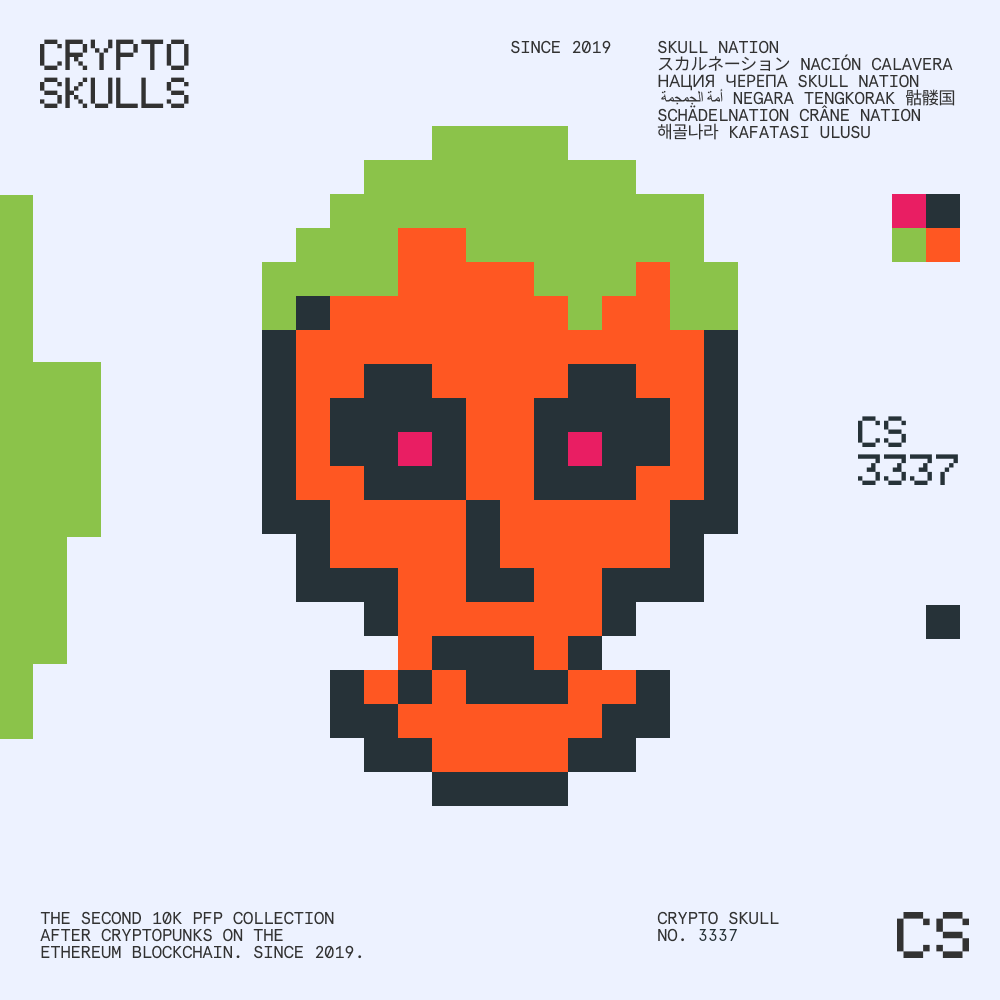 CRYPTO
SKULLS
SINCE 2019
SKULL NATION
スカルネーション NACIÓN CALAVERA
НАЦИЯ ЧЕРЕПА SKULL NATION
أمة الجمجمة NEGARA TENGKORAK 骷髅国
SCHÄDELNATION CRÂNE NATION
해골나라 KAFATASI ULUSU
CS
3337
THE SECOND 10K PFP COLLECTION
AFTER CRYPTOPUNKS ON THE
ETHEREUM BLOCKCHAIN. SINCE 2019.
CRYPTO SKULL
NO. 3337
CS